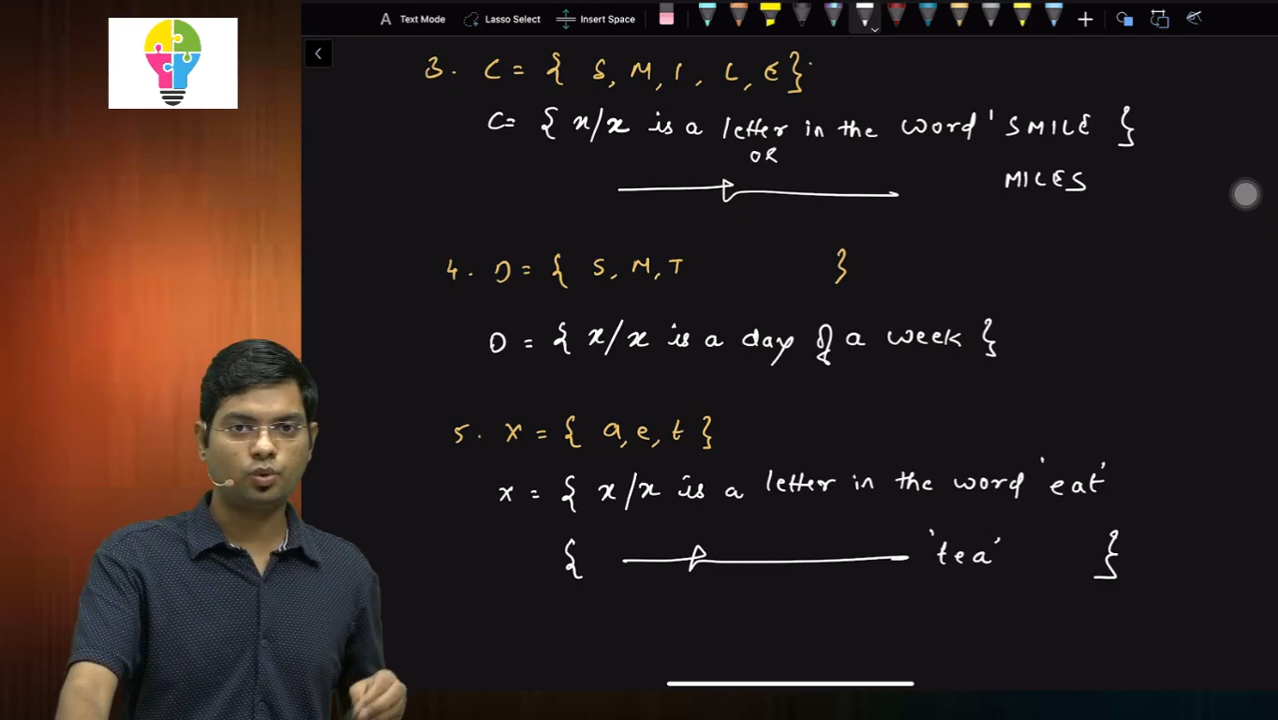 Text Mode Lasso Select Insert Space
3. C = { S, M, I, L, E }
C = { x/x is a letter in the word 'SMILE }
OR
MILES
4. D = { S, M, T }
D = { x/x is a day of a week }
5. X = { a, e, t }
X = { x/x is a letter in the word 'eat'
{ 'tea' }